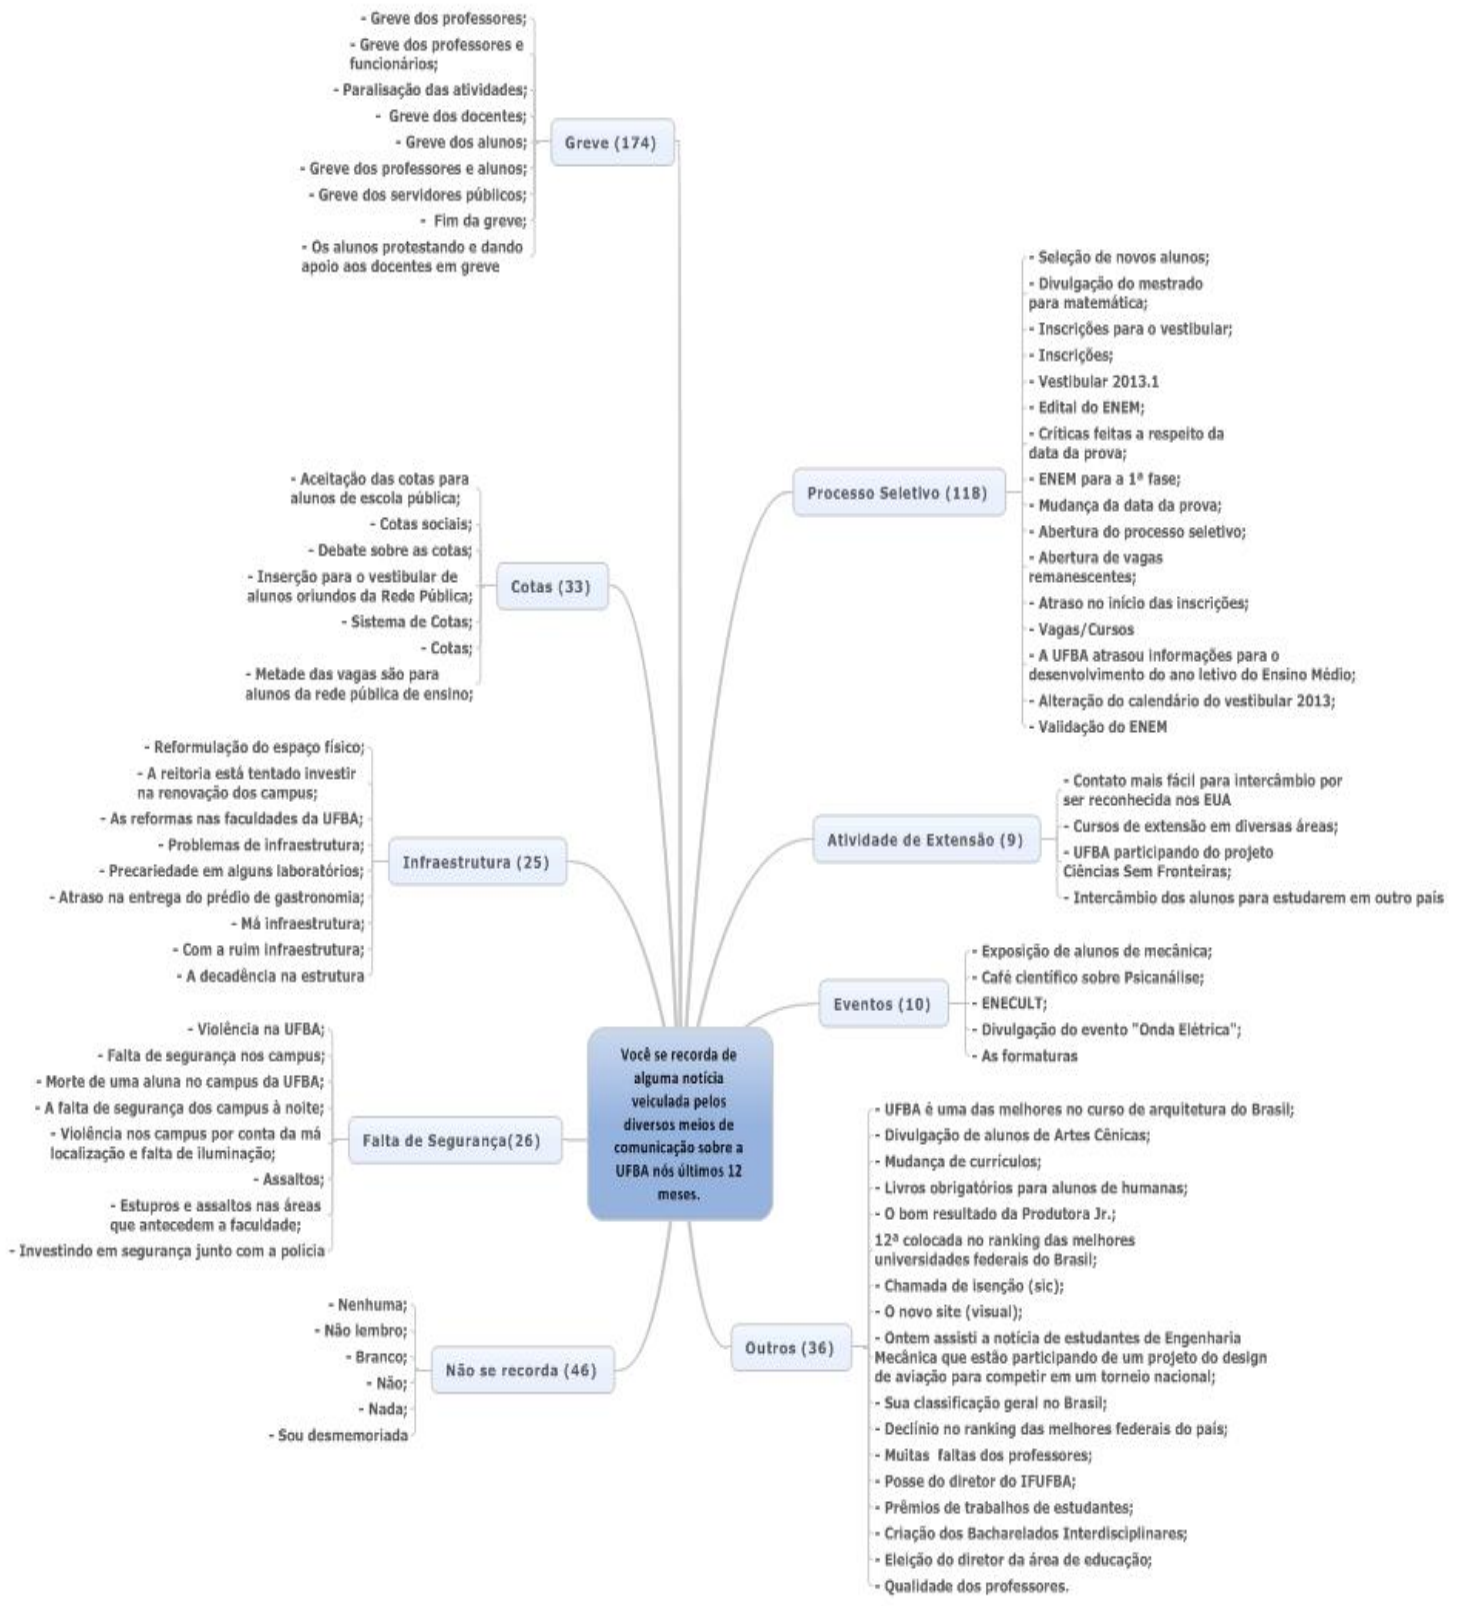 - Greve dos professores;
- Greve dos professores e
funcionários;
- Paralisação das atividades;
- Greve dos docentes;
- Greve dos alunos;
- Greve dos professores e alunos;
- Greve dos servidores públicos;
- Fim da greve;
- Os alunos protestando e dando
apoio aos docentes em greve
Greve (174)
- Aceitação das cotas para
alunos de escola pública;
- Cotas sociais;
- Debate sobre as cotas;
- Inserção para o vestibular de
alunos oriundos da Rede Pública;
- Sistema de Cotas;
- Cotas;
- Metade das vagas são para
alunos da rede pública de ensino;
Cotas (33)
- Reformulação do espaço físico;
- A reitoria está tentado investir
na renovação dos campus;
- As reformas nas faculdades da UFBA;
- Problemas de infraestrutura;
- Precariedade em alguns laboratórios;
- Atraso na entrega do prédio de gastronomia;
- Má infraestrutura;
- Com a ruim infraestrutura;
- A decadência na estrutura
Infraestrutura (25)
- Violência na UFBA;
- Falta de segurança nos campus;
- Morte de uma aluna no campus da UFBA;
- A falta de segurança dos campus à noite;
- Violência nos campus por conta da má
localização e falta de iluminação;
- Assaltos;
- Estupros e assaltos nas áreas
que antecedem a faculdade;
- Investindo em segurança junto com a policia
Falta de Segurança(26)
- Nenhuma;
- Não lembro;
- Branco;
- Não;
- Nada;
- Sou desmemoriada
Não se recorda (46)
Você se recorda de
alguma notícia
veiculada pelos
diversos meios de
comunicação sobre a
UFBA nós últimos 12
meses.
Processo Seletivo (118)
- Seleção de novos alunos;
- Divulgação do mestrado
para matemática;
- Inscrições para o vestibular;
- Inscrições;
- Vestibular 2013.1
- Edital do ENEM;
- Críticas feitas a respeito da
data da prova;
- ENEM para a 1ª fase;
- Mudança da data da prova;
- Abertura do processo seletivo;
- Abertura de vagas
remanescentes;
- Atraso no início das inscrições;
- Vagas/Cursos
- A UFBA atrasou informações para o
desenvolvimento do ano letivo do Ensino Médio;
- Alteração do calendário do vestibular 2013;
- Validação do ENEM
Atividade de Extensão (9)
- Contato mais fácil para intercâmbio por
ser reconhecida nos EUA
- Cursos de extensão em diversas áreas;
- UFBA participando do projeto
Ciências Sem Fronteiras;
- Intercâmbio dos alunos para estudarem em outro país
Eventos (10)
- Exposição de alunos de mecânica;
- Café científico sobre Psicanálise;
- ENECULT;
- Divulgação do evento "Onda Elétrica";
- As formaturas
Outros (36)
- UFBA é uma das melhores no curso de arquitetura do Brasil;
- Divulgação de alunos de Artes Cênicas;
- Mudança de currículos;
- Livros obrigatórios para alunos de humanas;
- O bom resultado da Produtora Jr.;
12ª colocada no ranking das melhores
universidades federais do Brasil;
- Chamada de isenção (sic);
- O novo site (visual);
- Ontem assisti a notícia de estudantes de Engenharia
Mecânica que estão participando de um projeto do design
de aviação para competir em um torneio nacional;
- Sua classificação geral no Brasil;
- Declínio no ranking das melhores federais do país;
- Muitas faltas dos professores;
- Posse do diretor do IFUFBA;
- Prêmios de trabalhos de estudantes;
- Criação dos Bacharelados Interdisciplinares;
- Eleição do diretor da área de educação;
- Qualidade dos professores.